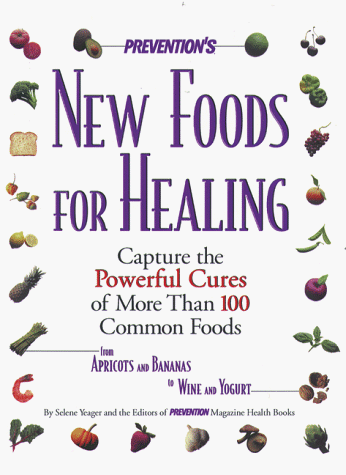 PREVENTION'S
NEW FOODS
FOR HEALING
Capture the
Powerful Cures
of More Than 100
Common Foods
from
APRICOTS AND BANANAS
to WINE AND YOGURT
By Selene Yeager and the Editors of PREVENTION Magazine Health Books